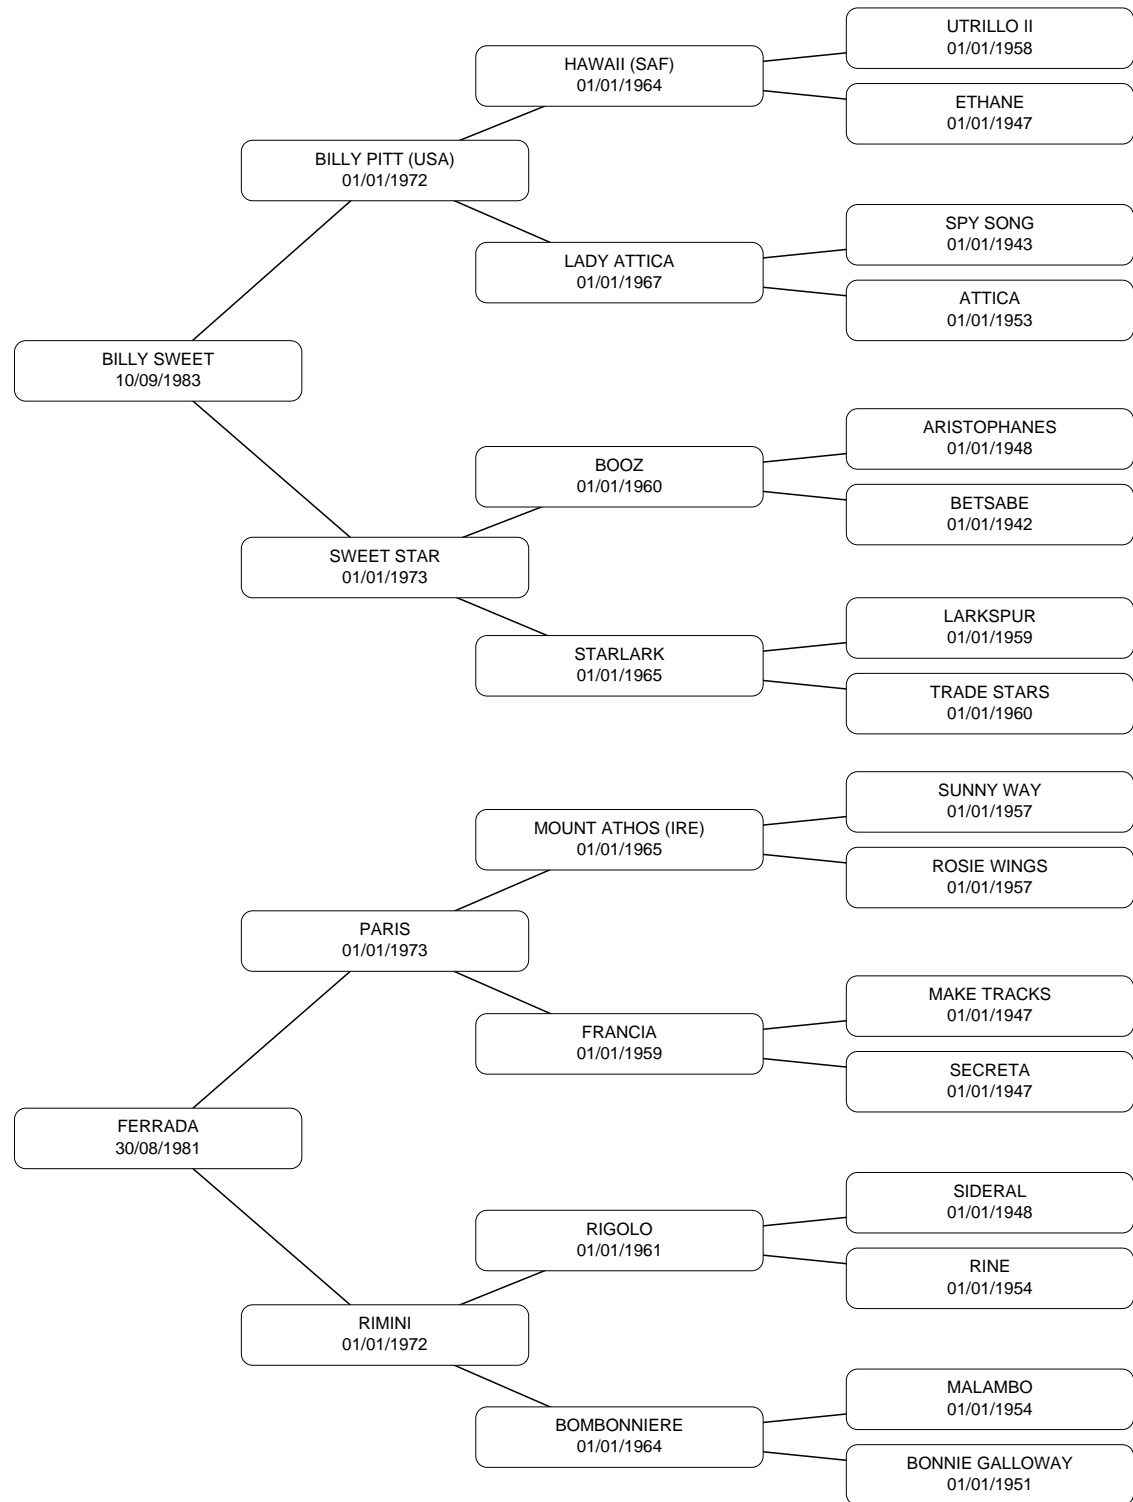 UTRILLO II
01/01/1958
HAWAII (SAF)
01/01/1964
ETHANE
01/01/1947
BILLY PITT (USA)
01/01/1972
SPY SONG
01/01/1943
LADY ATTICA
01/01/1967
ATTICA
01/01/1953
BILLY SWEET
10/09/1983
ARISTOPHANES
01/01/1948
BOOZ
01/01/1960
BETSABE
01/01/1942
SWEET STAR
01/01/1973
LARKSPUR
01/01/1959
STARLARK
01/01/1965
TRADE STARS
01/01/1960
SUNNY WAY
01/01/1957
MOUNT ATHOS (IRE)
01/01/1965
ROSIE WINGS
01/01/1957
PARIS
01/01/1973
MAKE TRACKS
01/01/1947
FRANCIA
01/01/1959
SECRETA
01/01/1947
FERRADA
30/08/1981
SIDERAL
01/01/1948
RIGOLO
01/01/1961
RINE
01/01/1954
RIMINI
01/01/1972
MALAMBO
01/01/1954
BOMBONNIERE
01/01/1964
BONNIE GALLOWAY
01/01/1951